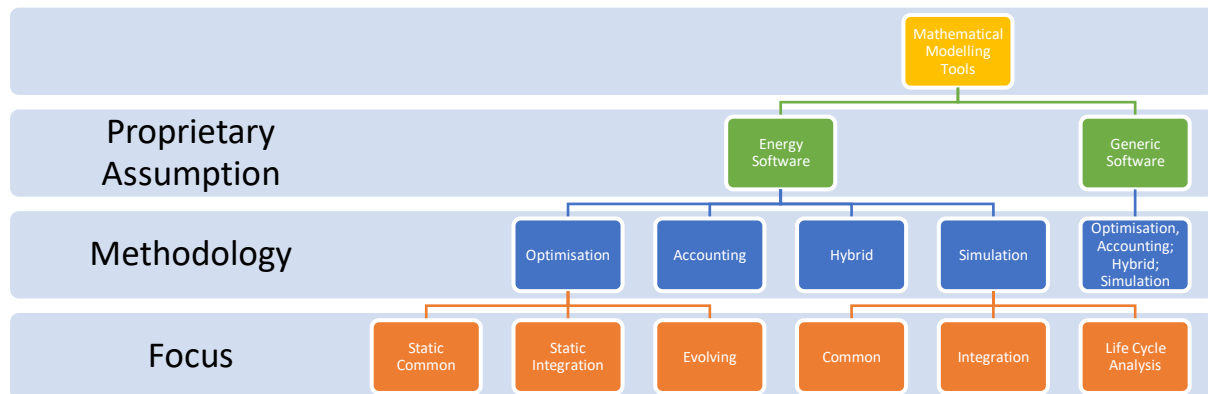 Mathematical
Modelling
Tools
Proprietary
Assumption
Energy
Software
Generic
Software
Methodology
Optimisation
Accounting
Hybrid
Simulation
Optimisation,
Accounting;
Hybrid;
Simulation
Focus
Static
Common
Static
Integration
Evolving
Common
Integration
Life Cycle
Analysis